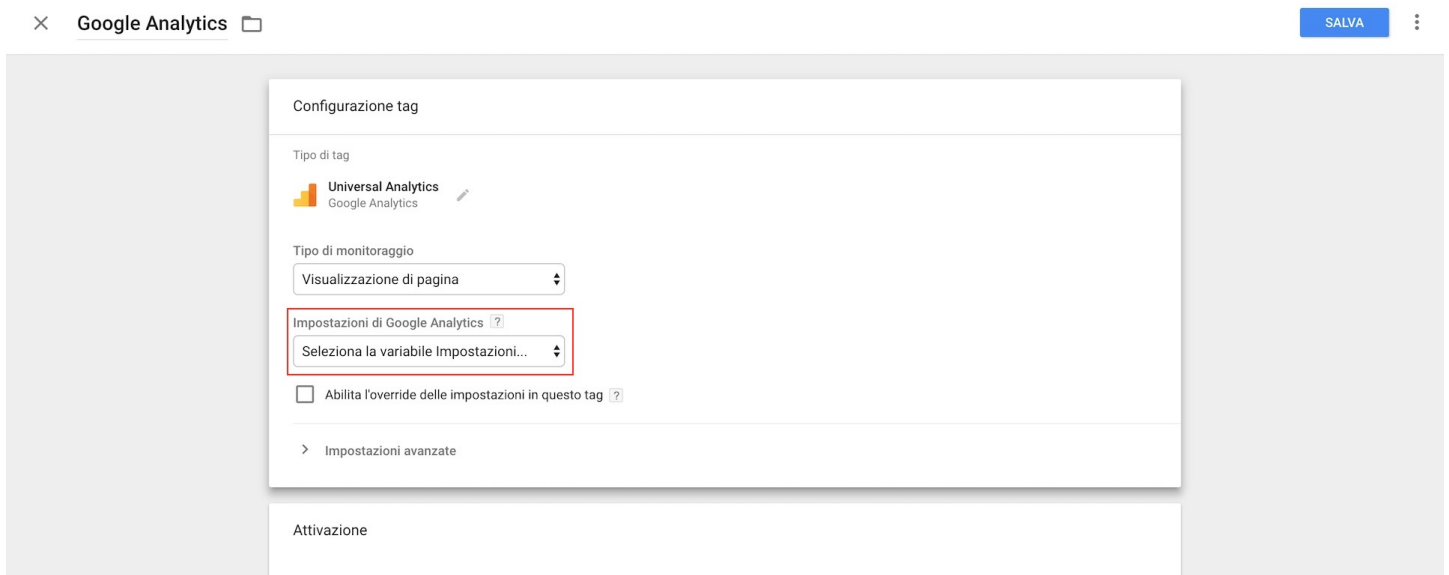 Google Analytics
SALVA
Configurazione tag
Tipo di tag
Universal Analytics
Google Analytics
Tipo di monitoraggio
Visualizzazione di pagina
Impostazioni di Google Analytics ?
Seleziona la variabile Impostazioni...
Abilita l'override delle impostazioni in questo tag ?
Impostazioni avanzate
Attivazione